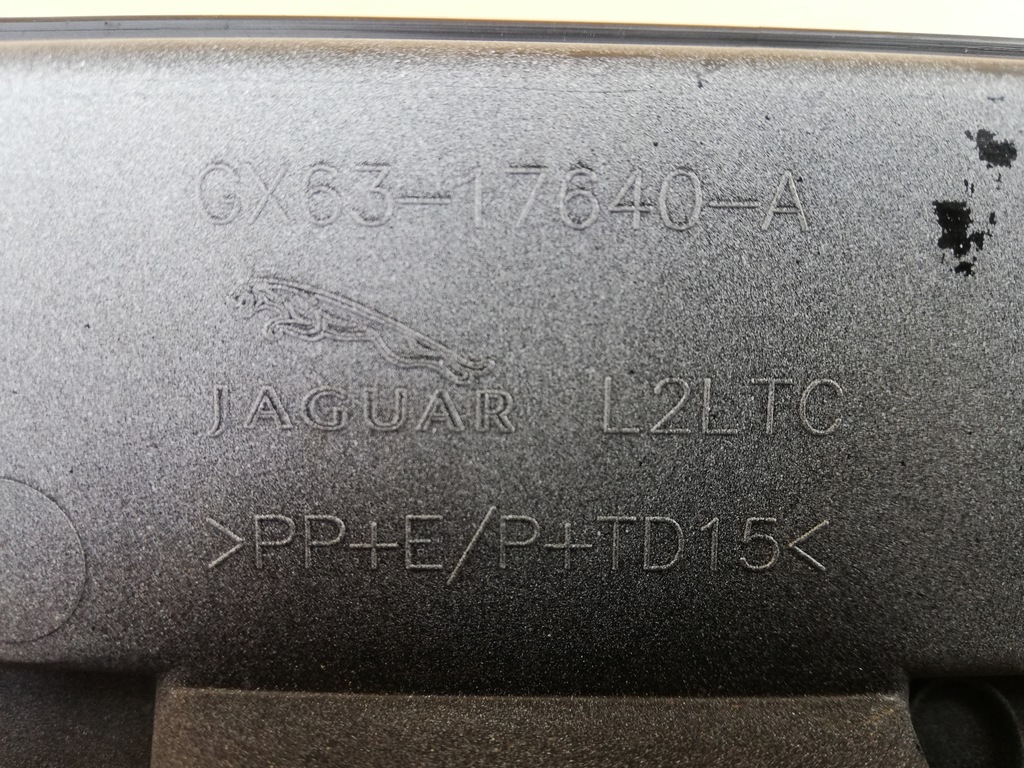 GX63-17640-A
JAGUAR L2LTC
>PP+E/P+TD15<